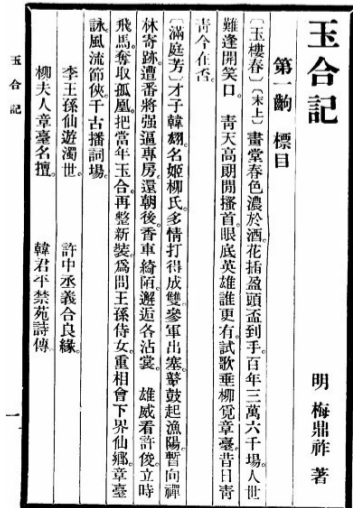 玉合記
明 梅鼎祚 著
第一齣 標目
〔玉樓春〕〔末上〕畫堂春色濃於酒。花插盈頭盃到手。百年三萬六千場。人世
難逢開笑口。 青天高朗閒搔首。眼底英雄誰更有。試歌垂柳覓章臺。昔日青
青今在否。
〔滿庭芳〕才子韓翃。名姬柳氏。多情打得成雙。參軍出塞。鼙鼓起漁陽。暫向禪
林寄跡。遭番將強逼專房。還朝後。香車綺陌。邂逅各沾裳。 雄威看許俊。立時
飛馬。奪取孤凰。把當年玉合。再整新裝。爲問王孫侍女。重相會下界仙鄉。章臺
詠。風流節俠。千古播詞場。
李王孫仙遊濁世。
許中丞義合良緣。
柳夫人章臺名擅。
韓君平禁苑詩傳。
玉合記
一